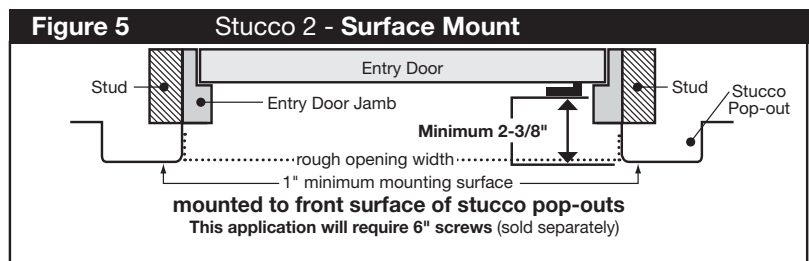 Figure 5 Stucco 2 - Surface Mount
Entry Door
Stud
Entry Door Jamb
Stud
Stucco
Pop-out
Minimum 2-3/8"
rough opening width
1" minimum mounting surface
mounted to front surface of stucco pop-outs
This application will require 6" screws (sold separately)